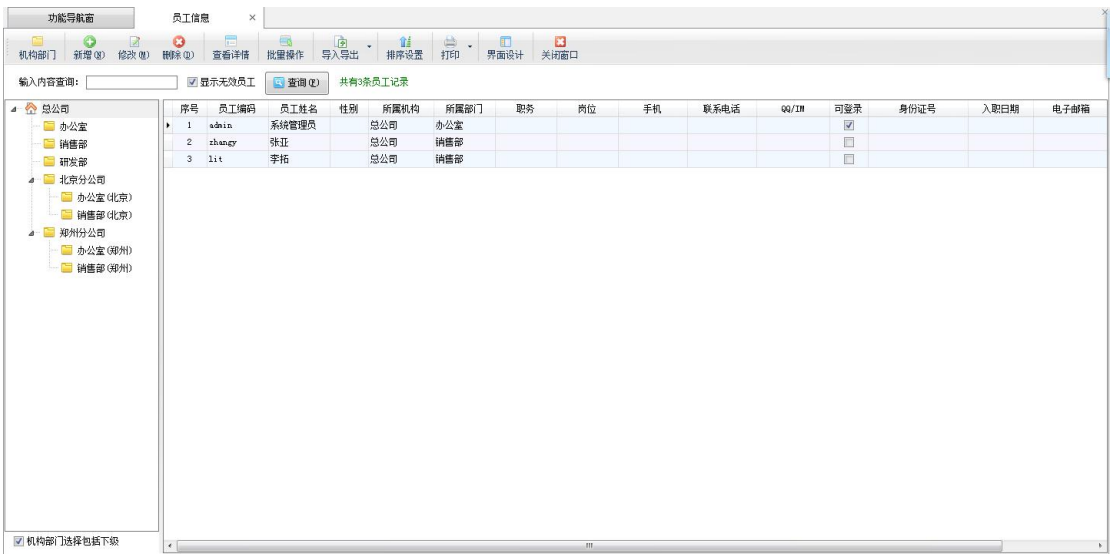 功能导航窗 员工信息 ×
机构部门 新增(N) 修改(M) 删除(D) 查看详情 批量操作 导入导出 排序设置 打印 界面设计 关闭窗口
输入内容查询: 显示无效员工 查询(F) 共有3条员工记录
总公司
办公室
销售部
研发部
北京分公司
办公室(北京)
销售部(北京)
郑州分公司
办公室(郑州)
销售部(郑州)
序号 员工编码 员工姓名 性别 所属机构 所属部门 职务 岗位 手机 联系电话 QQ/IM 可登录 身份证号 入职日期 电子邮箱
1 admin 系统管理员 总公司 办公室
2 zhangy 张亚 总公司 销售部
3 lit 李拓 总公司 销售部
机构部门选择包括下级